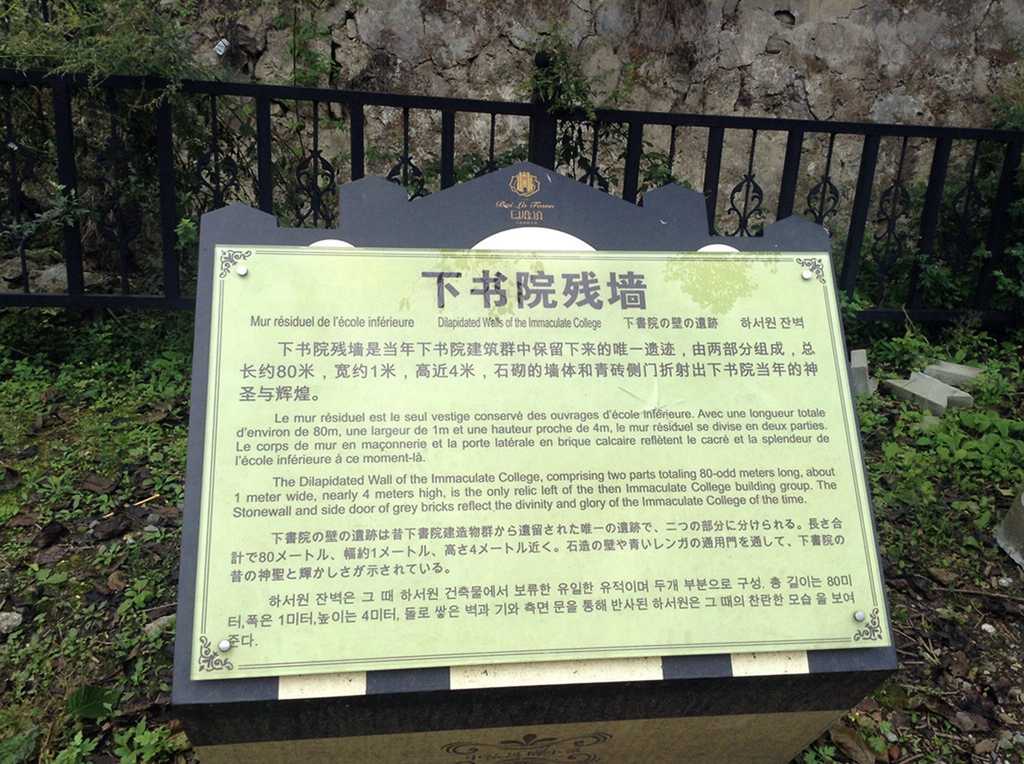 Bai Lu Town
白鹿镇
下书院残墙
Mur résiduel de l'école inférieure Dilapidated Walls of the Immaculate College 下書院の壁の遺跡 하서원 잔벽
下书院残墙是当年下书院建筑群中保留下来的唯一遗迹，由两部分组成，总
长约80米，宽约1米，高近4米，石砌的墙体和青砖侧门折射出下书院当年的神
圣与辉煌。
Le mur résiduel est le seul vestige conservé des ouvrages d'école inférieure. Avec une longueur totale
d'environ de 80m, une largeur de 1m et une hauteur proche de 4m, le mur résiduel se divise en deux parties.
Le corps de mur en maçonnerie et la porte latérale en brique calcaire reflètent le cacré et la splendeur de
l'école inférieure à ce moment-là.
The Dilapidated Wall of the Immaculate College, comprising two parts totaling 80-odd meters long, about
1 meter wide, nearly 4 meters high, is the only relic left of the then Immaculate College building group. The
Stonewall and side door of grey bricks reflect the divinity and glory of the Immaculate College of the time.
下書院の壁の遺跡は昔下書院建造物群から遺留された唯一の遺跡で、二つの部分に分けられる。長さ合
計で80メートル、幅約1メートル、高さ4メートル近く。石造の壁や青いレンガの通用門を通して、下書院の
昔の神聖と輝かしさが示されている。
하서원 잔벽은 그 때 하서원 건축물에서 보류한 유일한 유적이며 두개 부분으로 구성. 총 길이는 80미
터,폭은 1미터,높이는 4미터, 돌로 쌓은 벽과 기와 측면 문을 통해 반사된 하서원은 그 때의 찬란한 모습 을 보여
준다.